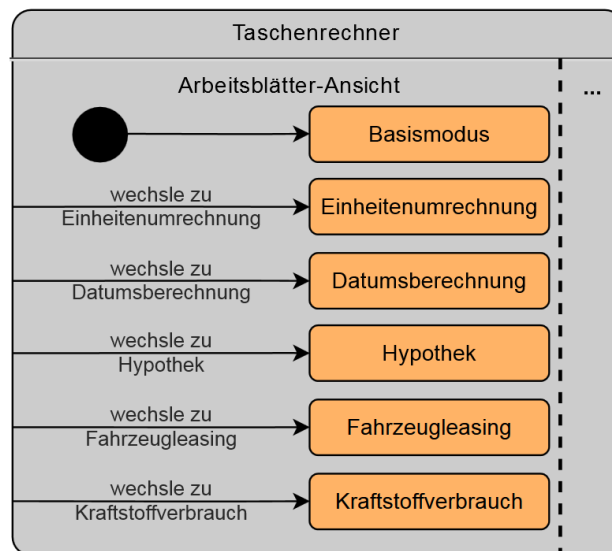 Taschenrechner
Arbeitsblätter-Ansicht
...
Basismodus
wechsle zu
Einheitenumrechnung
Einheitenumrechnung
wechsle zu
Datumsberechnung
Datumsberechnung
wechsle zu
Hypothek
Hypothek
wechsle zu
Fahrzeugleasing
Fahrzeugleasing
wechsle zu
Kraftstoffverbrauch
Kraftstoffverbrauch